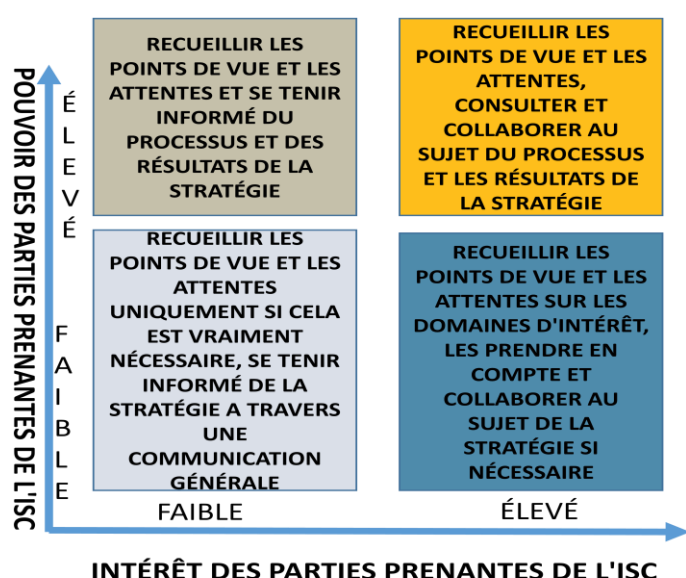 POUVOIR DES PARTIES PRENANTES DE L'ISC
ÉLEVÉ
FAIBLE
RECUEILLIR LES
POINTS DE VUE ET LES
ATTENTES ET SE TENIR
INFORMÉ DU
PROCESSUS ET DES
RÉSULTATS DE LA
STRATÉGIE
RECUEILLIR LES
POINTS DE VUE ET LES
ATTENTES,
CONSULTER ET
COLLABORER AU
SUJET DU PROCESSUS
ET LES RÉSULTATS DE
LA STRATÉGIE
RECUEILLIR LES
POINTS DE VUE ET LES
ATTENTES
UNIQUEMENT SI CELA
EST VRAIMENT
NÉCESSAIRE, SE TENIR
INFORMÉ DE LA
STRATÉGIE A TRAVERS
UNE
COMMUNICATION
GÉNÉRALE
RECUEILLIR LES
POINTS DE VUE ET LES
ATTENTES SUR LES
DOMAINES D'INTÉRÊT,
LES PRENDRE EN
COMPTE ET
COLLABORER AU
SUJET DE LA
STRATÉGIE SI
NÉCESSAIRE
FAIBLE
ÉLEVÉ
INTÉRÊT DES PARTIES PRENANTES DE L'ISC